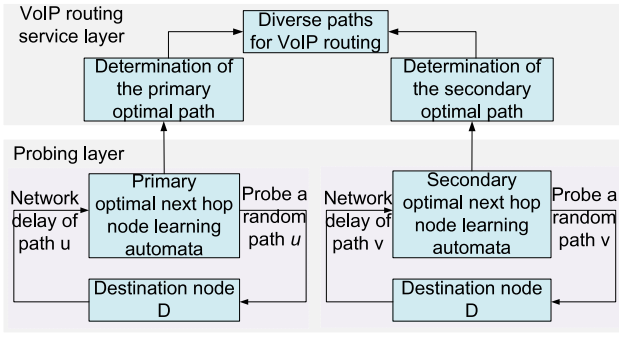 VoIP routing
service layer
Diverse paths
for VoIP routing
Determination of
the primary
optimal path
Determination of
the secondary
optimal path
Probing layer
Network
delay of
path u
Primary
optimal next hop
node learning
automata
Probe a
random
path u
Destination node
D
Network
delay of
path v
Secondary
optimal next hop
node learning
automata
Probe a
random
path v
Destination node
D